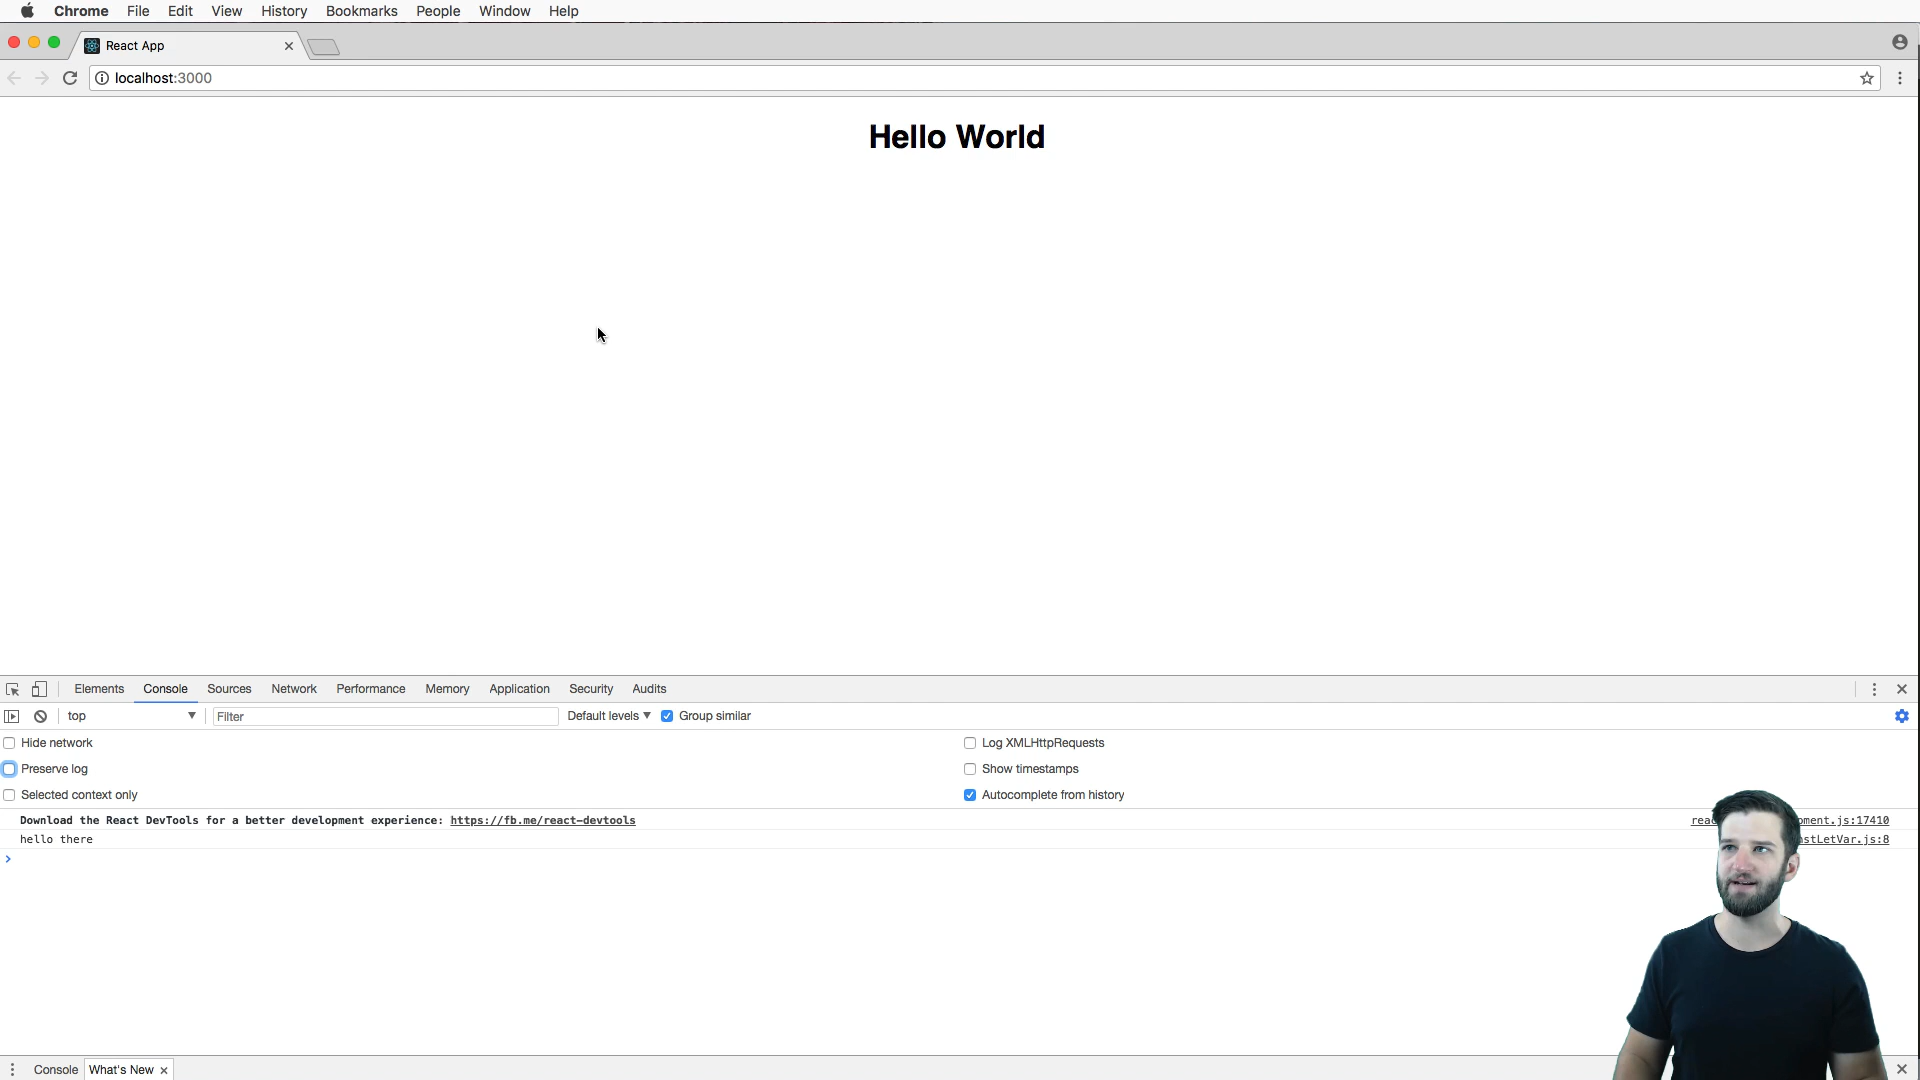 Chrome File Edit View History Bookmarks People Window Help
React App
localhost:3000
Hello World
Elements Console Sources Network Performance Memory Application Security Audits
top Filter Default levels Group similar
Hide network Log XMLHttpRequests
Preserve log Show timestamps
Selected context only Autocomplete from history
Download the React DevTools for a better development experience: https://fb.me/react-devtools .js:17410
hello there .js:8
Console What's New